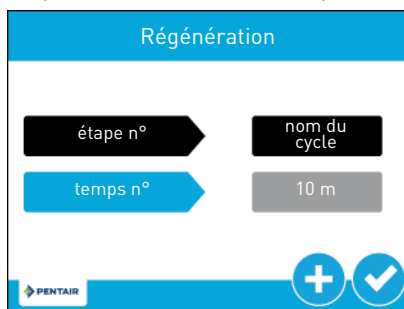 Régénération
étape n°
nom du
cycle
temps n°
10 m
PENTAIR